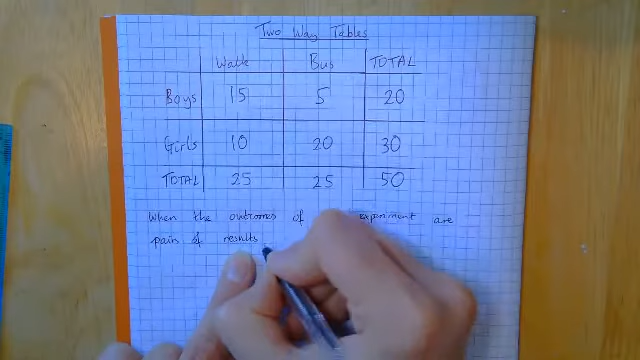 Two Way Tables
Walk Bus TOTAL
Boys 15 5 20
Girls 10 20 30
TOTAL 25 25 50
When the outcomes of experiment are
pairs of results